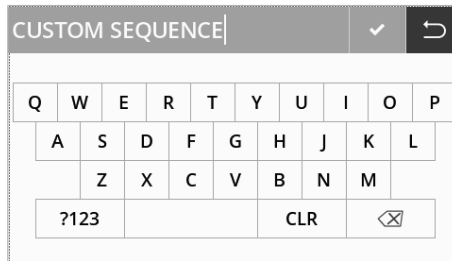 CUSTOM SEQUENCE
Q W E R T Y U I O P
A S D F G H J K L
Z X C V B N M
?123 CLR